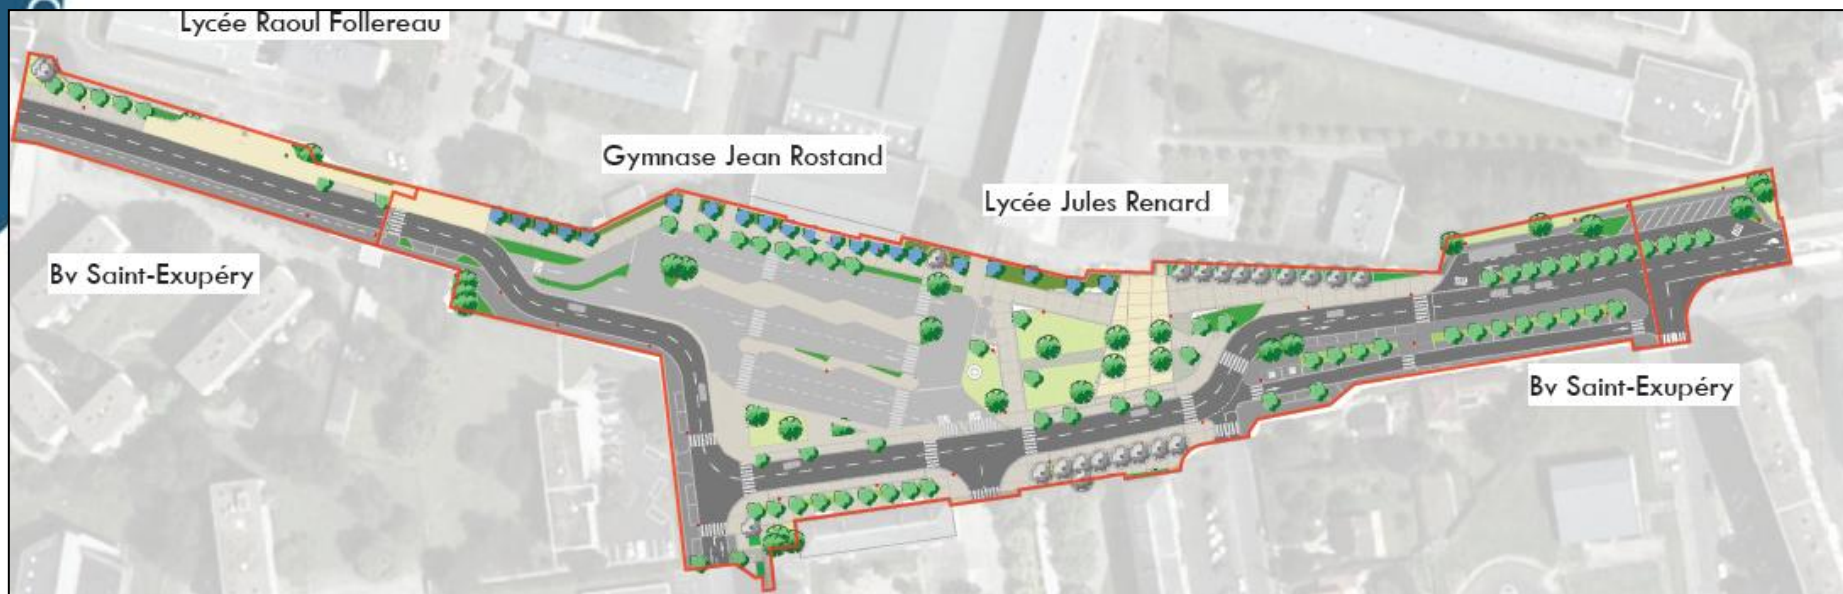 Lycée Raoul Follereau
Gymnase Jean Rostand
Lycée Jules Renard
Bv Saint-Exupéry
Bv Saint-Exupéry